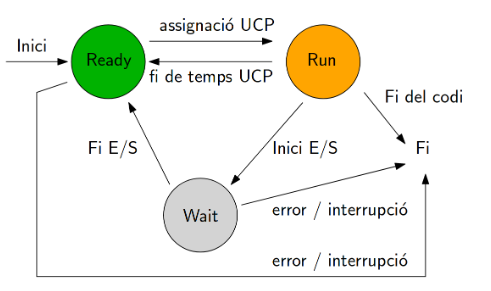 assignació UCP
Inici
Ready
Run
fi de temps UCP
Fi del codi
Fi E/S
Inici E/S
Fi
Wait
error / interrupció
error / interrupció